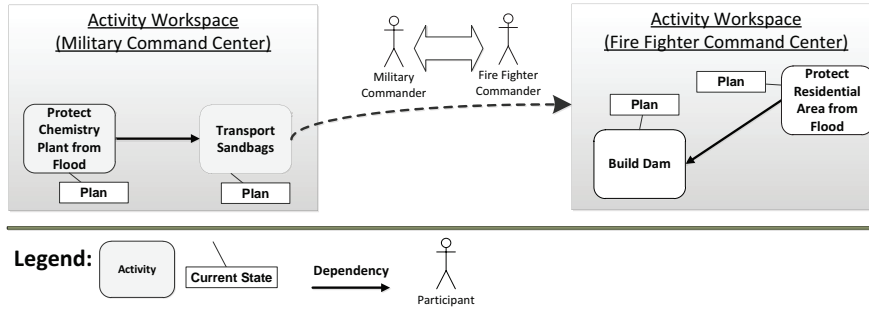 Activity Workspace
(Military Command Center)
Protect
Chemistry
Plant from
Flood
Plan
Transport
Sandbags
Plan
Military
Commander
Fire Fighter
Commander
Activity Workspace
(Fire Fighter Command Center)
Plan
Protect
Residential
Area from
Flood
Plan
Build Dam
Legend:
Activity
Current State
Dependency
Participant